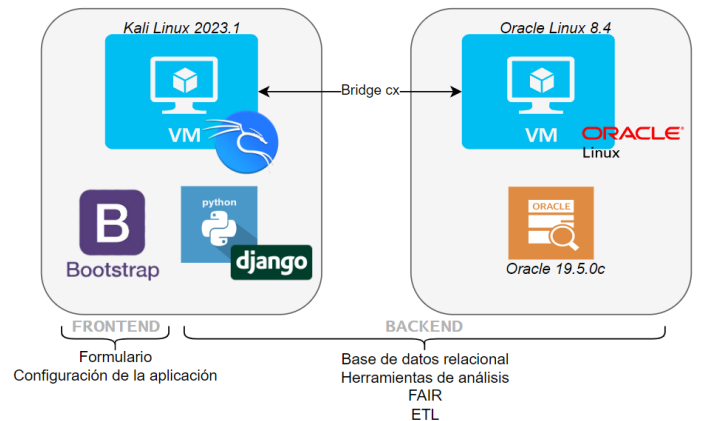 Kali Linux 2023.1
Oracle Linux 8.4
VM
Bridge cx
VM
ORACLE
Linux
B
Bootstrap
python
django
ORACLE
Oracle 19.5.0c
FRONTEND
BACKEND
Formulario
Configuración de la aplicación
Base de datos relacional
Herramientas de análisis
FAIR
ETL